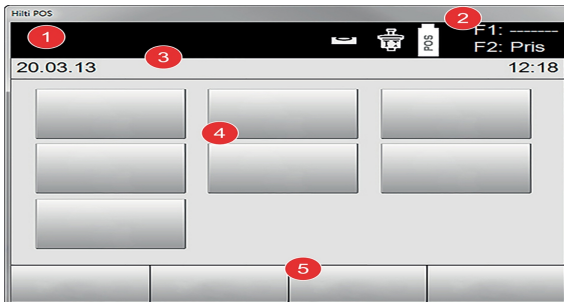 Hilti POS
1
2
F1: -------
POS
F2: Pris
3
20.03.13
12:18
4
5